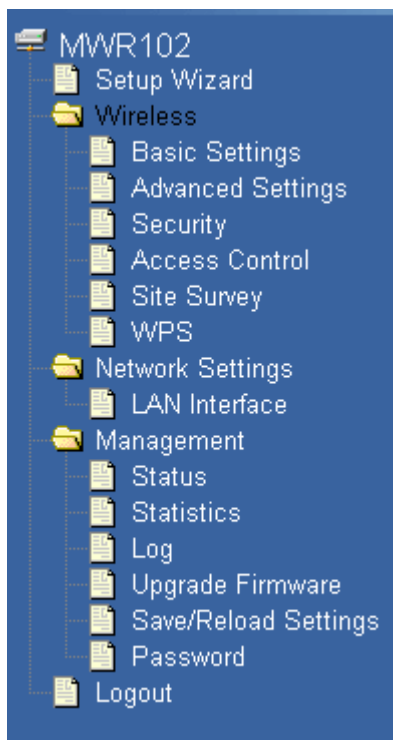 MWR102
Setup Wizard
Wireless
Basic Settings
Advanced Settings
Security
Access Control
Site Survey
WPS
Network Settings
LAN Interface
Management
Status
Statistics
Log
Upgrade Firmware
Save/Reload Settings
Password
Logout